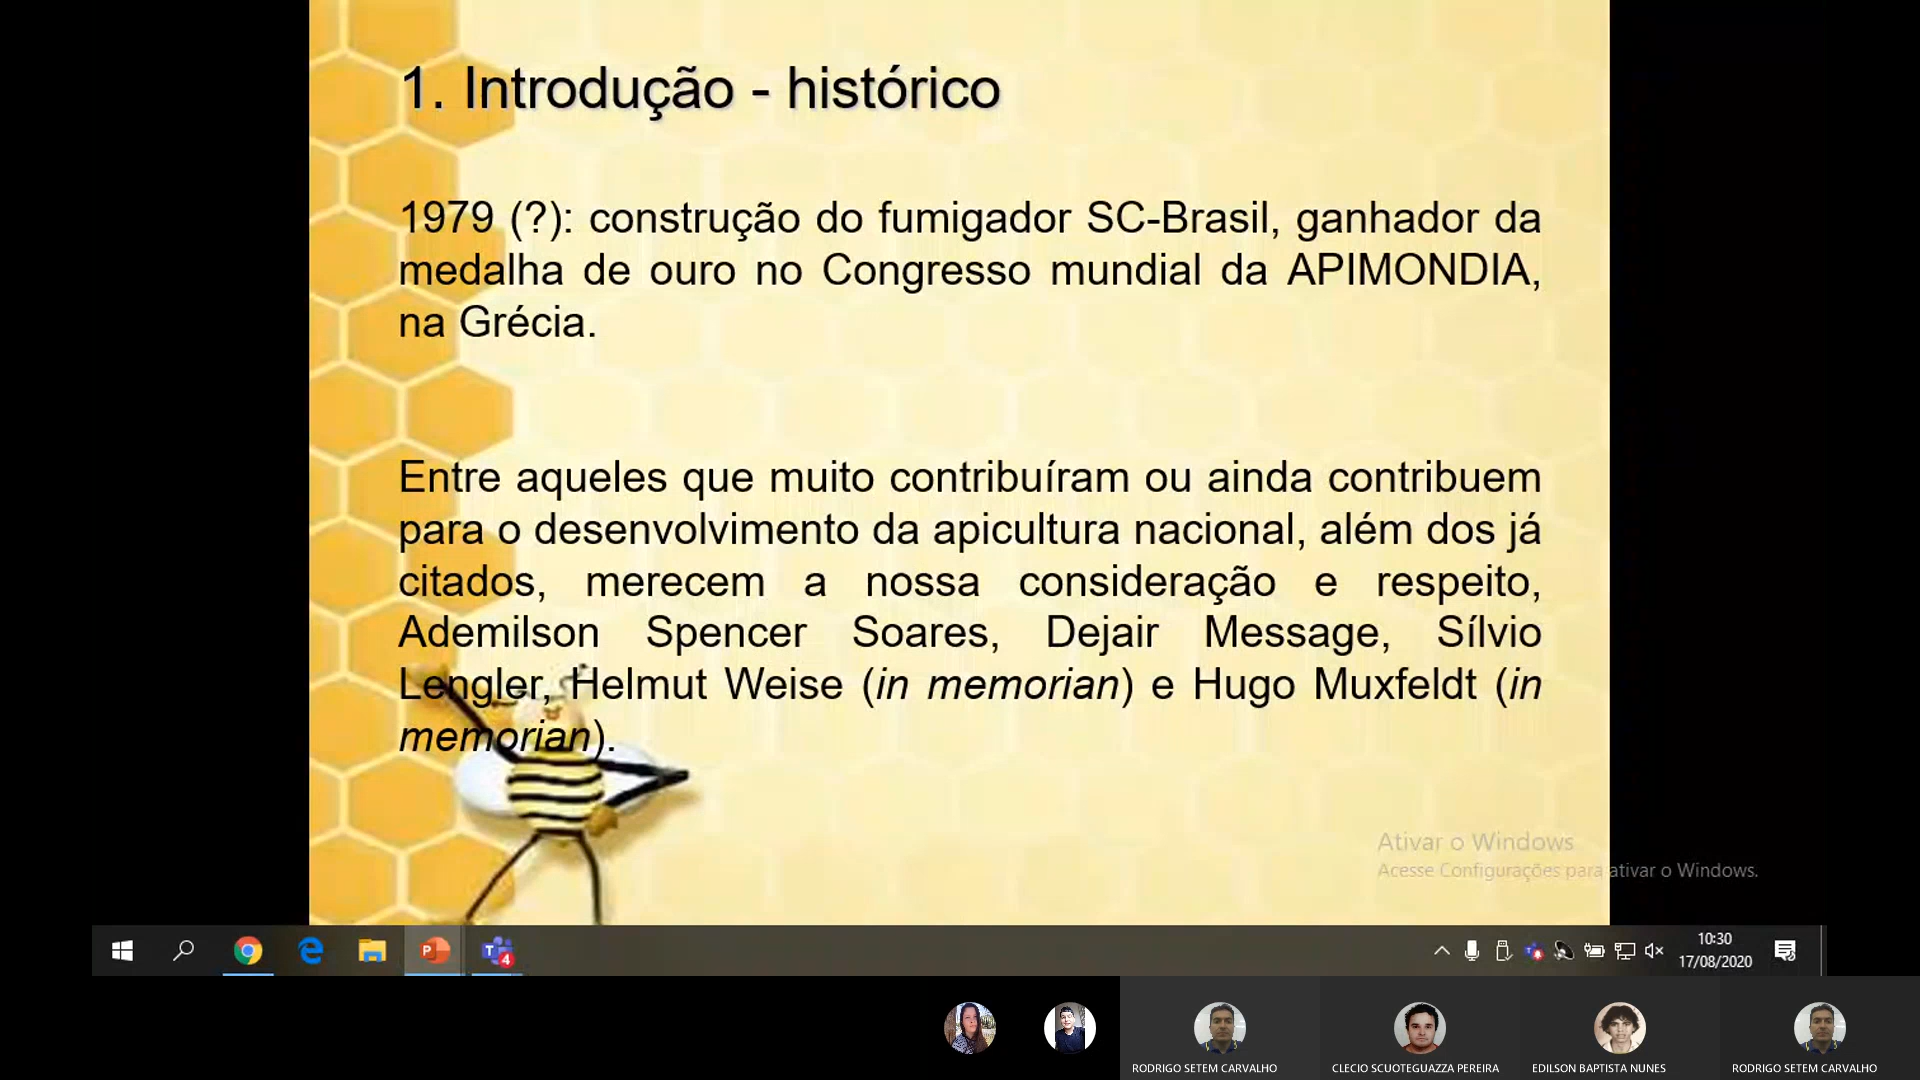 1. Introdução - histórico
1979 (?): construção do fumigador SC-Brasil, ganhador da
medalha de ouro no Congresso mundial da APIMONDIA,
na Grécia.
Entre aqueles que muito contribuíram ou ainda contribuem
para o desenvolvimento da apicultura nacional, além dos já
citados, merecem a nossa consideração e respeito,
Ademilson Spencer Soares, Dejair Message, Sílvio
Lengler, Helmut Weise (in memorian) e Hugo Muxfeldt (in
memorian).
Ativar o Windows
Acesse Configurações para ativar o Windows.
P
T
4
10:30
17/08/2020
RODRIGO SETEM CARVALHO
CLECIO SCUOTEGUAZZA PEREIRA
EDILSON BAPTISTA NUNES
RODRIGO SETEM CARVALHO